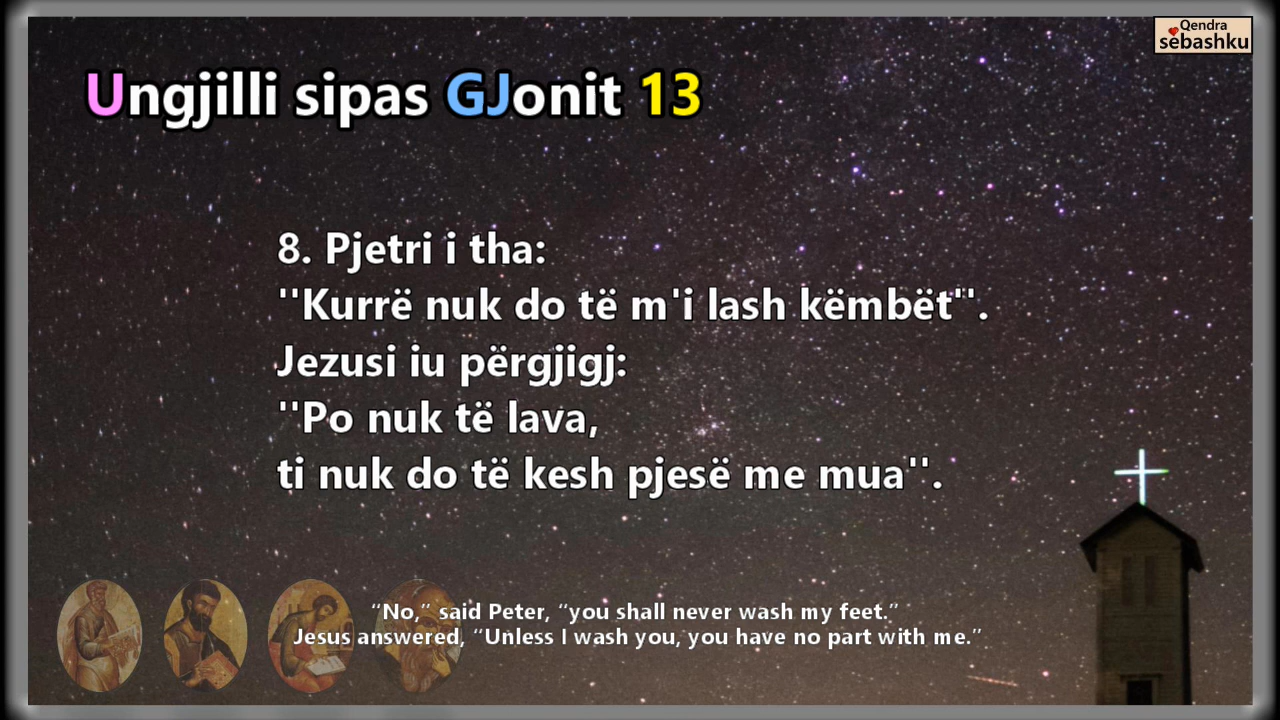 Qendra
sëbashku
Ungjilli sipas GJonit 13
8. Pjetri i tha:
''Kurrë nuk do të m'i lash këmbët''.
Jezusi iu përgjigj:
''Po nuk të lava,
ti nuk do të kesh pjesë me mua''.
“No,” said Peter, “you shall never wash my feet.”
Jesus answered, “Unless I wash you, you have no part with me.”